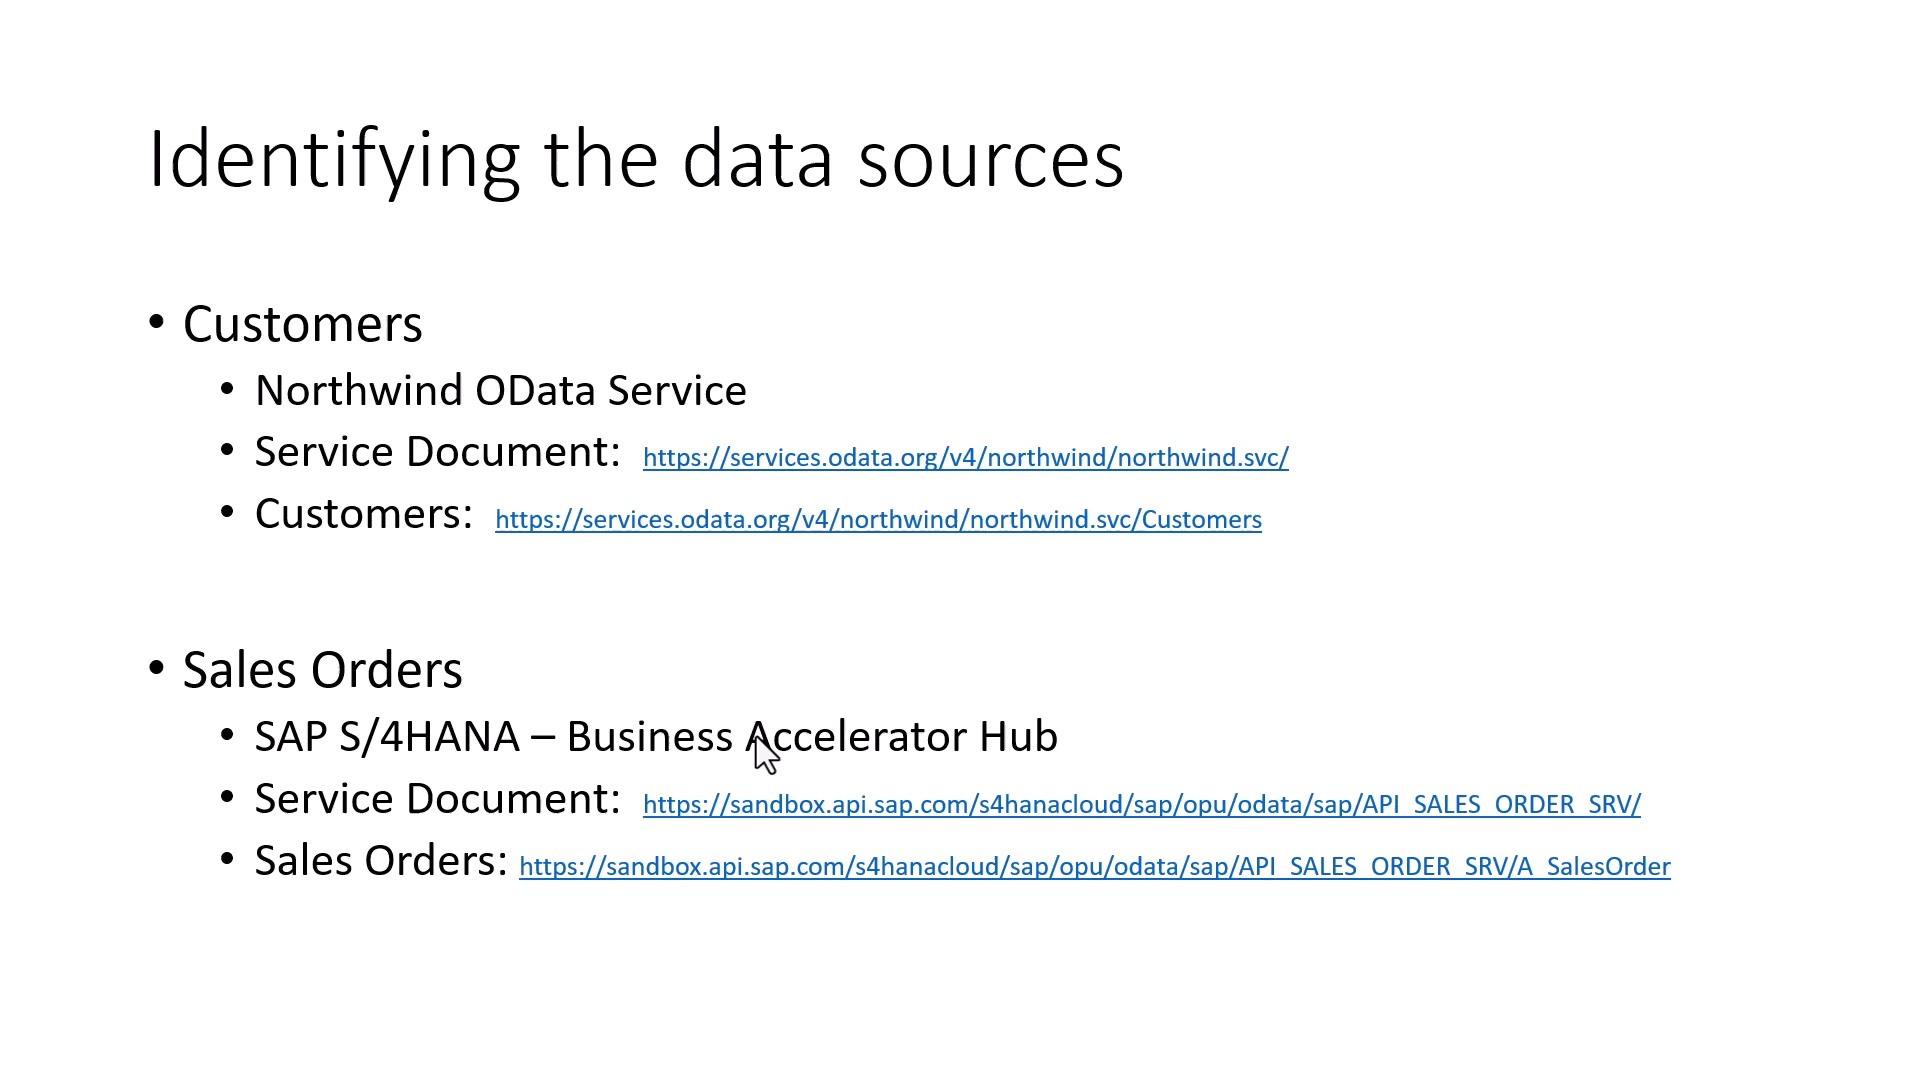 Identifying the data sources
• Customers
• Northwind OData Service
• Service Document: https://services.odata.org/v4/northwind/northwind.svc/
• Customers: https://services.odata.org/v4/northwind/northwind.svc/Customers
• Sales Orders
• SAP S/4HANA – Business Accelerator Hub
• Service Document: https://sandbox.api.sap.com/s4hanacloud/sap/opu/odata/sap/API_SALES_ORDER_SRV/
• Sales Orders: https://sandbox.api.sap.com/s4hanacloud/sap/opu/odata/sap/API_SALES_ORDER_SRV/A_SalesOrder